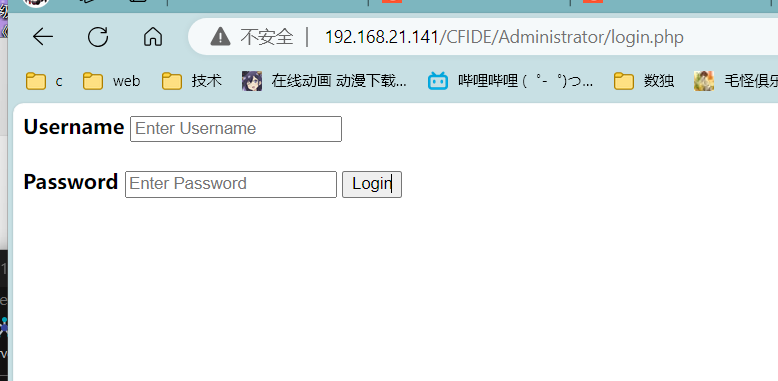 不安全 | 192.168.21.141/CFIDE/Administrator/login.php
c web 技术 在线动画 动漫下载... 哔哩哔哩 ( ゜- ゜)つ... 数独 毛怪俱乐
Username Enter Username
Password Enter Password Login